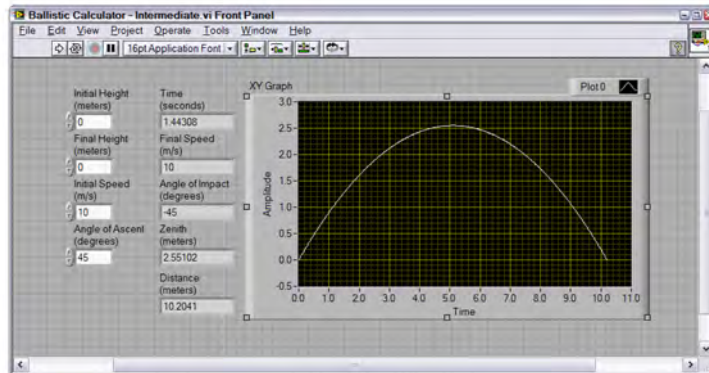 Ballistic Calculator - Intermediate.vi Front Panel
File Edit View Project Operate Tools Window Help
16pt Application Font
Initial Height
(meters)
0
Final Height
(meters)
0
Initial Speed
(m/s)
10
Angle of Ascent
(degrees)
45
Time
(seconds)
1.44308
Final Speed
(m/s)
10
Angle of Impact
(degrees)
-45
Zenith
(meters)
2.55102
Distance
(meters)
10.2041
XY Graph
Plot 0
Amplitude
3.0
2.5
2.0
1.5
1.0
0.5
0.0
-0.5
0.0 1.0 2.0 3.0 4.0 5.0 6.0 7.0 8.0 9.0 10.0 11.0
Time